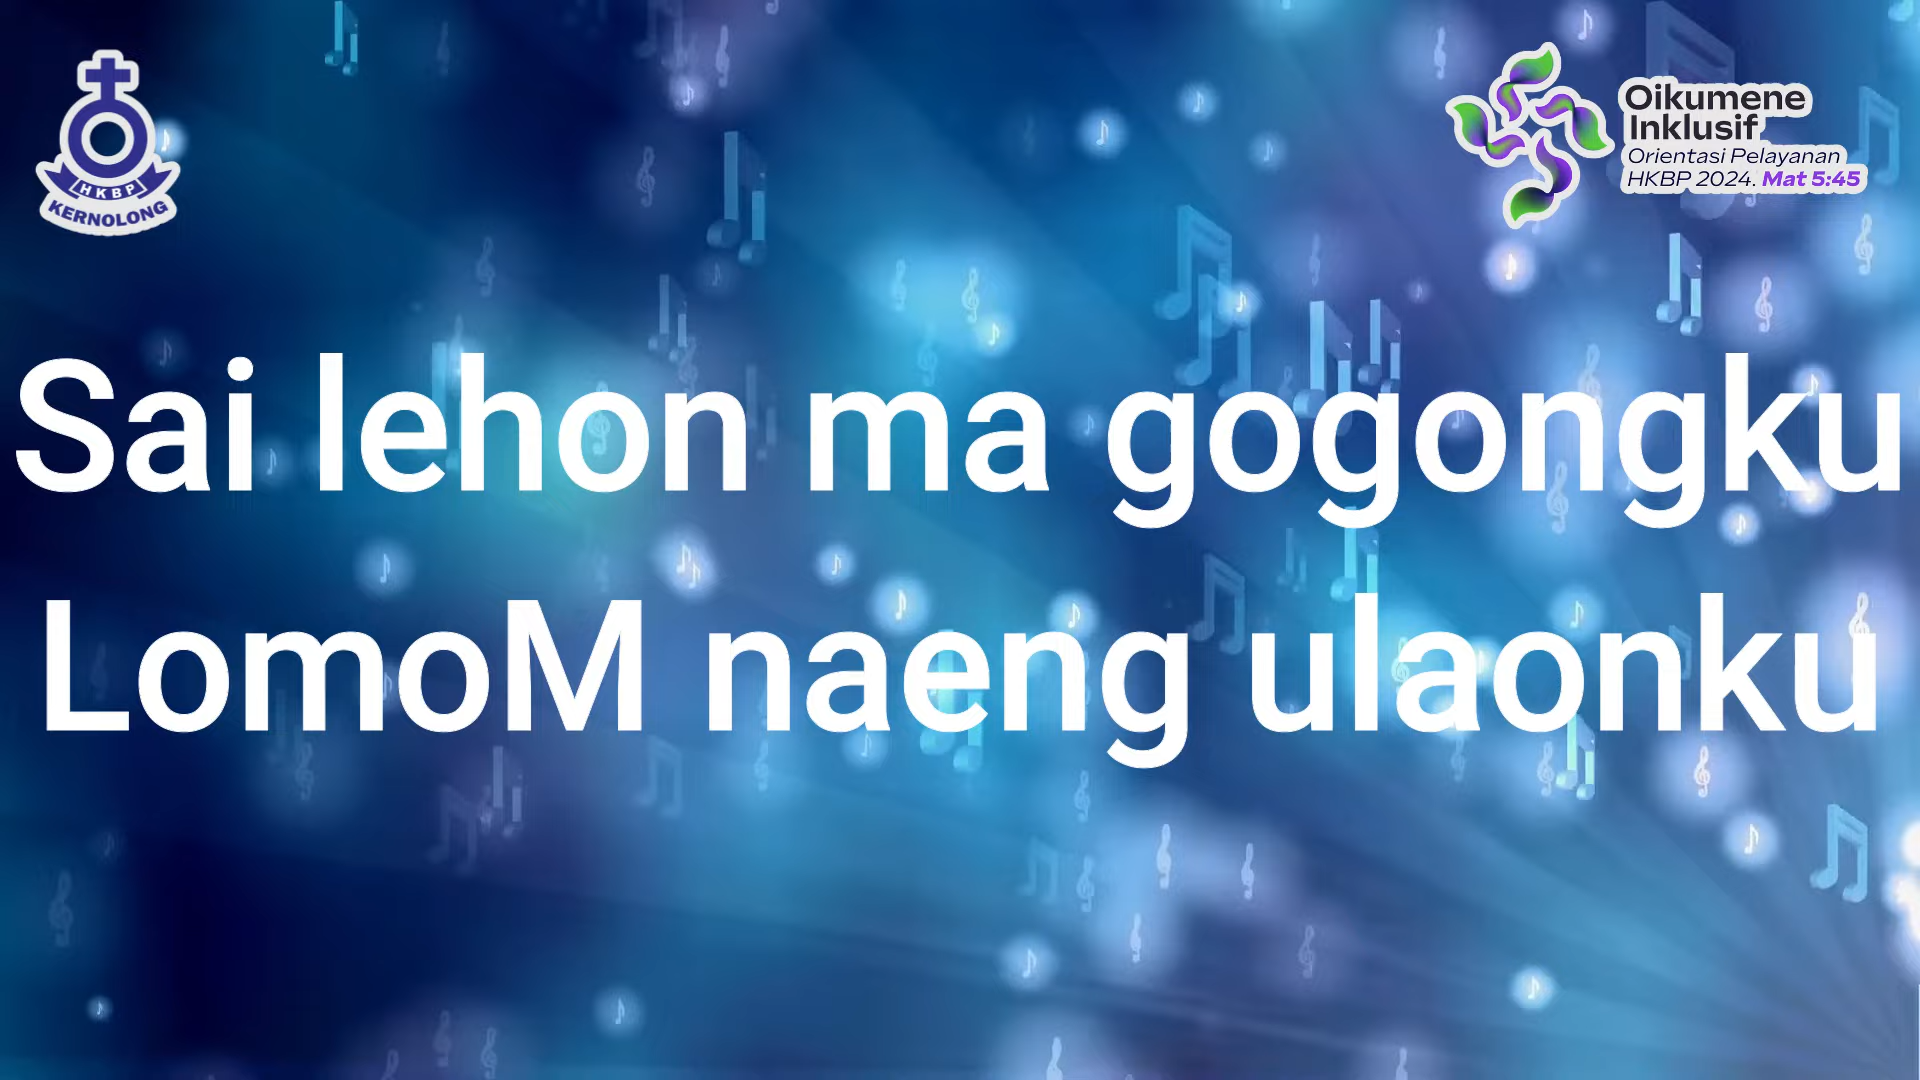 HKBP
KERNOLONG
Oikumene
Inklusif
Orientasi Pelayanan
HKBP 2024. Mat 5:45
Sai lehon ma gogongku
LomoM naeng ulaonku